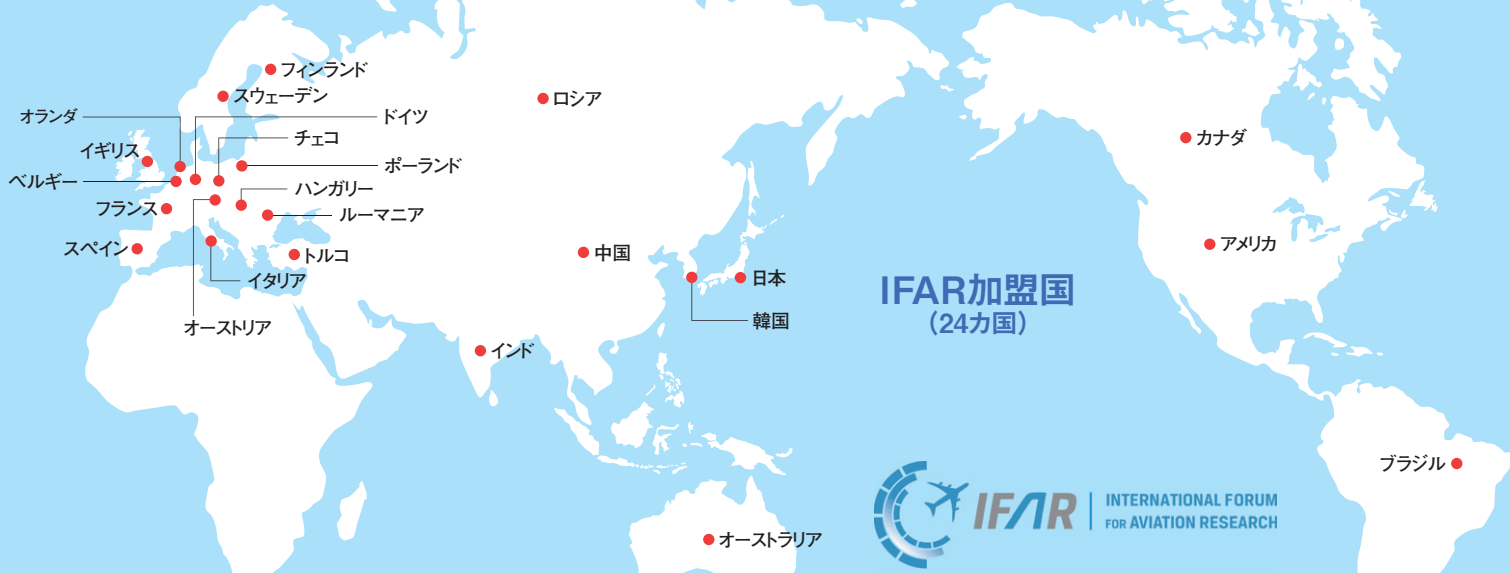 フィンランド
スウェーデン
ロシア
オランダ
ドイツ
チェコ
カナダ
イギリス
ポーランド
ベルギー
ハンガリー
フランス
ルーマニア
スペイン
トルコ
中国
アメリカ
イタリア
日本
IFAR加盟国
(24カ国)
韓国
オーストリア
インド
ブラジル
オーストラリア
IFAR
INTERNATIONAL FORUM
FOR AVIATION RESEARCH